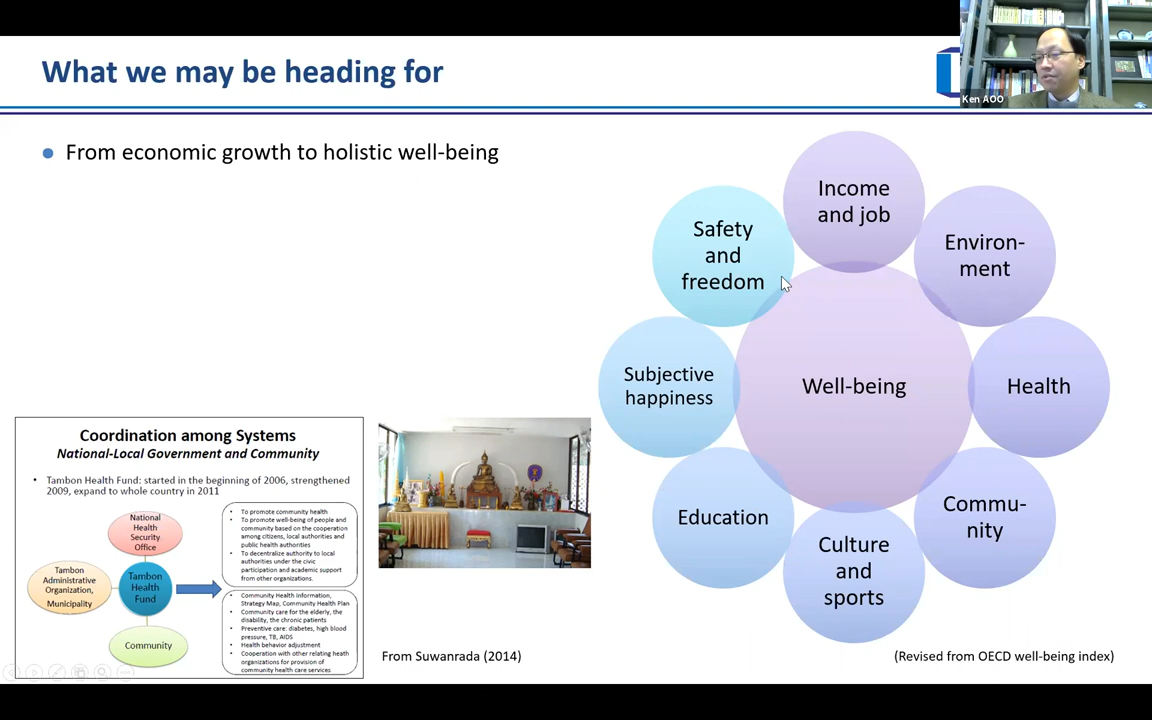 What we may be heading for
Ken AOO
From economic growth to holistic well-being
Income
and job
Safety
and
freedom
Environ-
ment
Subjective
happiness
Well-being
Health
Education
Commu-
nity
Culture
and
sports
Coordination among Systems
National-Local Government and Community
Tambon Health Fund: started in the beginning of 2006, strengthened
2009, expand to whole country in 2011
National
Health
Security
Office
Tambon
Administrative
Organization,
Municipality
Tambon
Health
Fund
Community
To promote community health
To promote well-being of people and
community based on the cooperation
among citizens, local authorities and
public health authorities
To decentralize authority to local
authorities under the civic
participation and academic support
from other organizations.
Community Health Information,
Strategy Map, Community Health Plan
Community care for the elderly, the
disability, the chronic patients
Preventive care: diabetes, high blood
pressure, TB, AIDS
Health behavior adjustment
Cooperation with other relating heath
organizations for provision of
community health care services
From Suwanrada (2014)
(Revised from OECD well-being index)